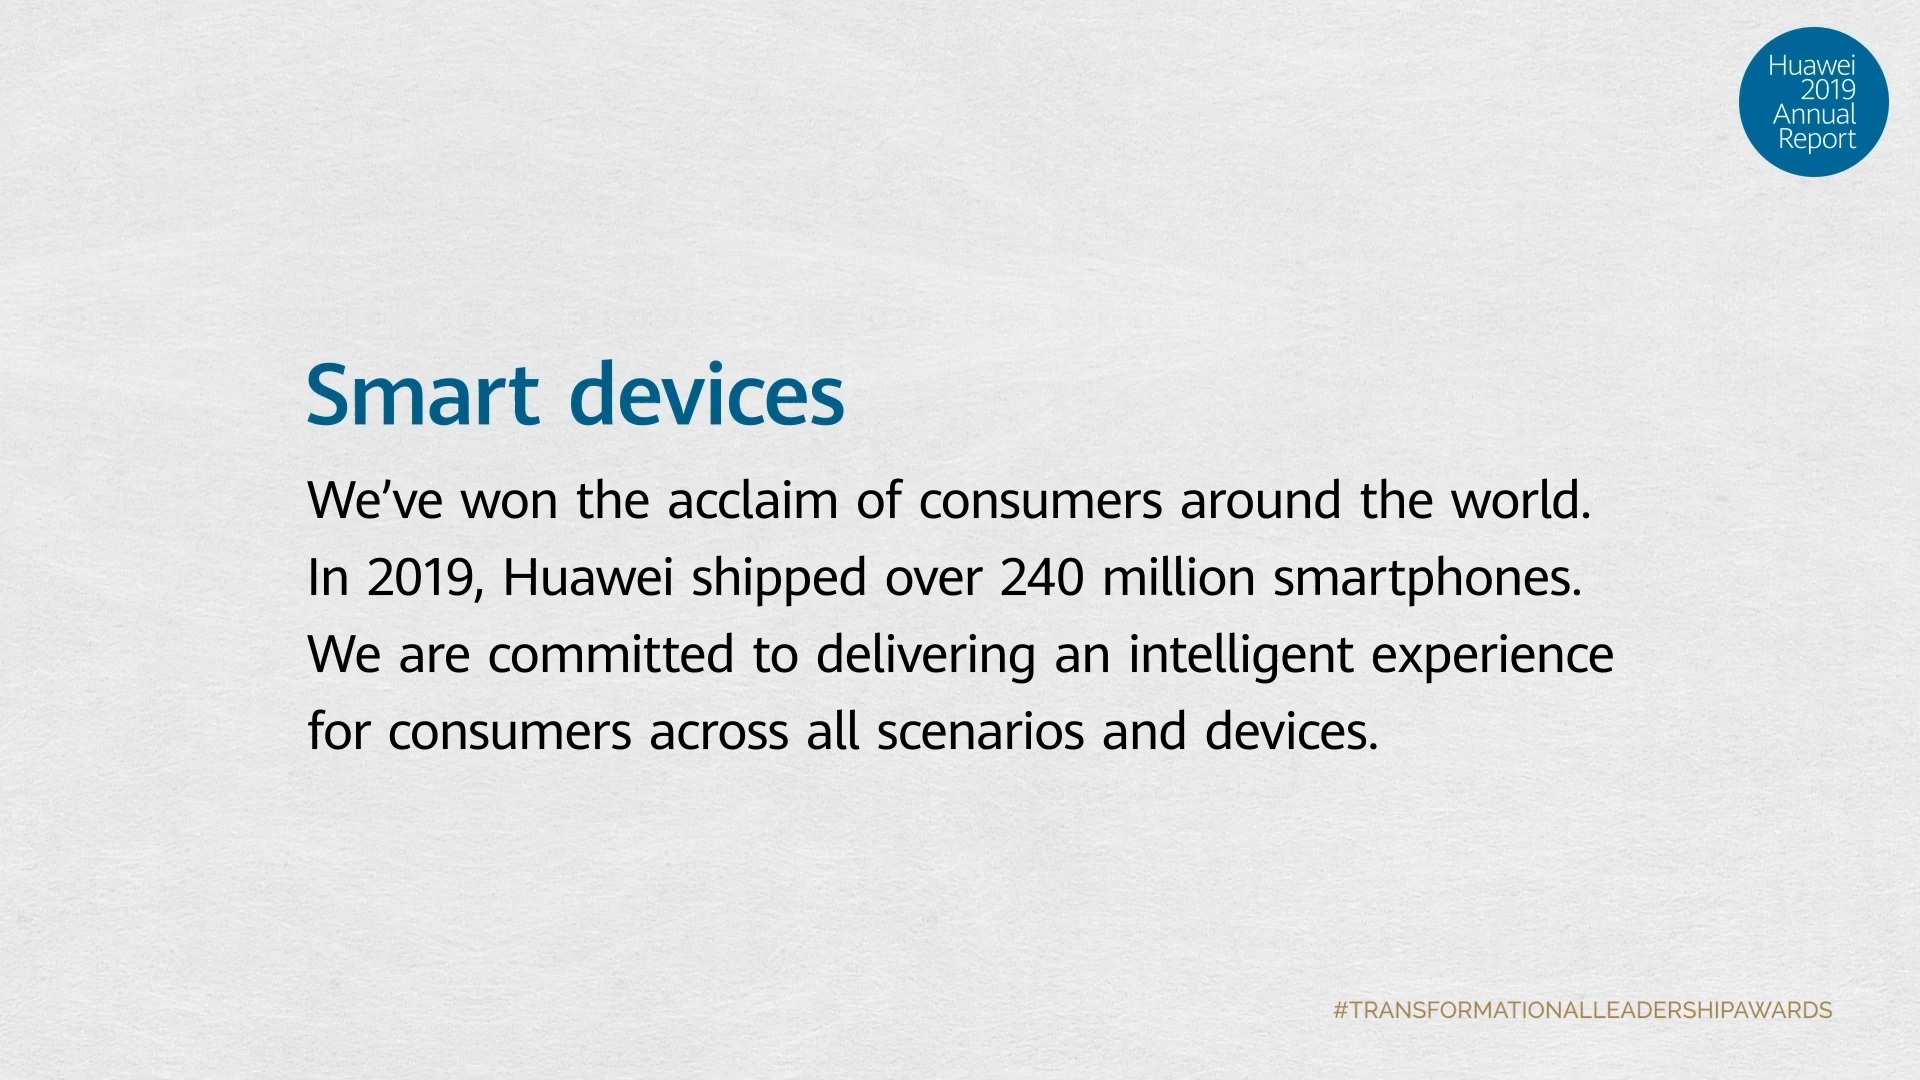 Huawei
2019
Annual
Report
Smart devices
We’ve won the acclaim of consumers around the world.
In 2019, Huawei shipped over 240 million smartphones.
We are committed to delivering an intelligent experience
for consumers across all scenarios and devices.
#TRANSFORMATIONALLEADERSHIPAWARDS